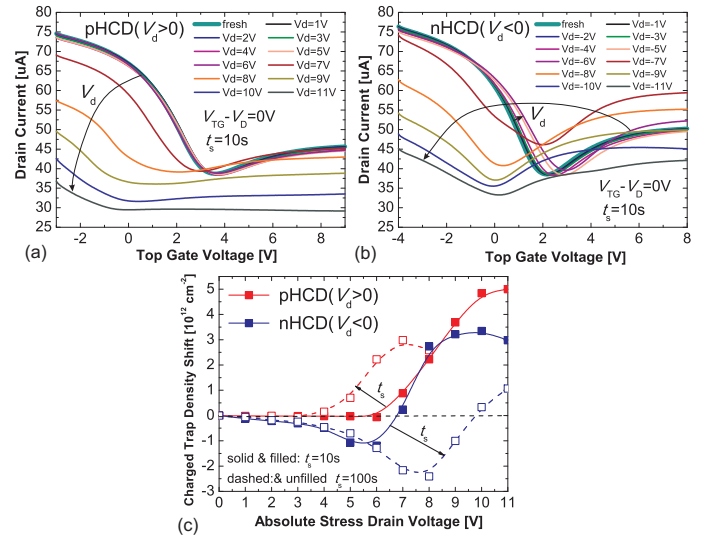 pHCD(Vd>0)
fresh
Vd=1V
Vd=2V
Vd=3V
Vd=4V
Vd=5V
Vd=6V
Vd=7V
Vd=8V
Vd=9V
Vd=10V
Vd=11V
Vd
VTG-VD=0V
ts=10s
75
70
65
60
55
50
45
40
35
30
25
Drain Current [uA]
0
3
6
9
Top Gate Voltage [V]
(a)
nHCD(Vd<0)
fresh
Vd=-1V
Vd=-2V
Vd=-3V
Vd=-4V
Vd=-5V
Vd=-6V
Vd=-7V
Vd=-8V
Vd=-9V
Vd=-10V
Vd=-11V
Vd
VTG-VD=0V
ts=10s
75
70
65
60
55
50
45
40
35
30
25
Drain Current [uA]
-4
-2
0
2
4
6
8
Top Gate Voltage [V]
(b)
pHCD(Vd>0)
nHCD(Vd<0)
ts
ts
solid & filled: ts=10s
dashed:& unfilled ts=100s
5
4
3
2
1
0
-1
-2
-3
Charged Trap Density Shift [10¹² cm⁻²]
0 1 2 3 4 5 6 7 8 9 10 11
Absolute Stress Drain Voltage [V]
(c)